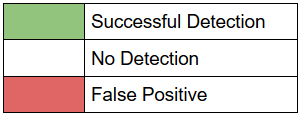 Successful Detection
No Detection
False Positive